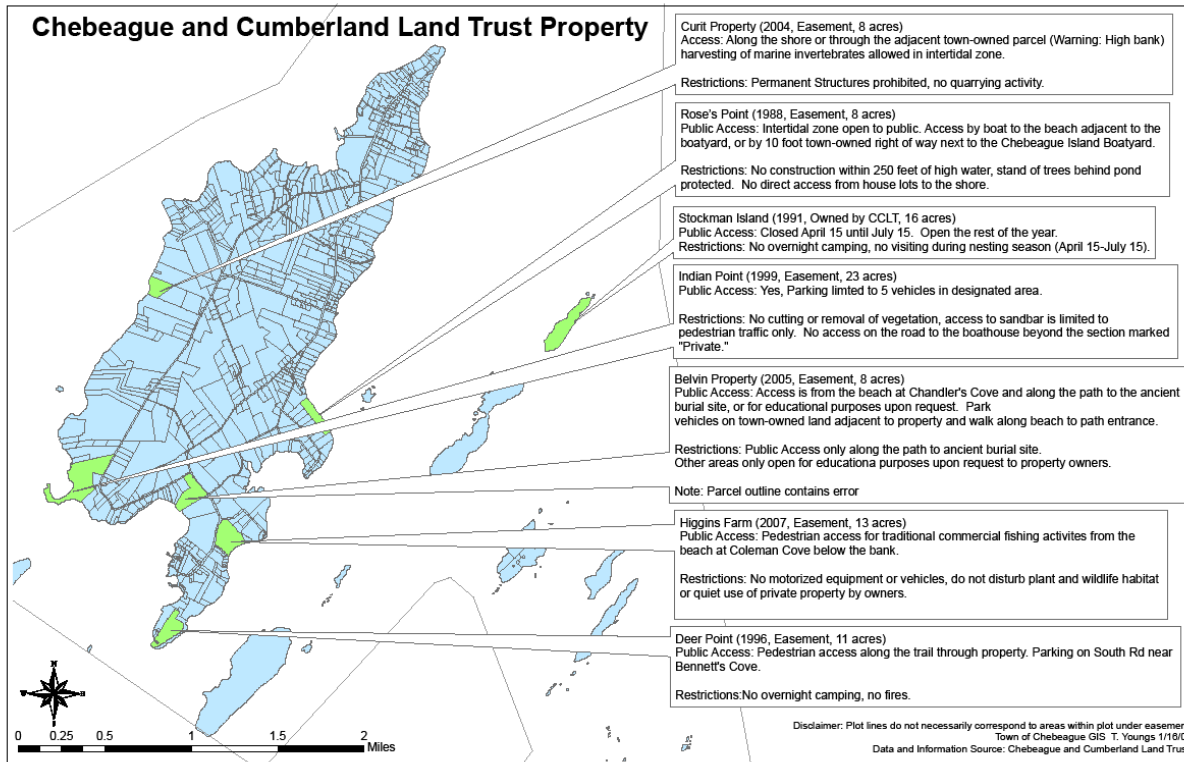 Chebeague and Cumberland Land Trust Property
Curit Property (2004, Easement, 8 acres)
Access: Along the shore or through the adjacent town-owned parcel (Warning: High bank)
harvesting of marine invertebrates allowed in intertidal zone.
Restrictions: Permanent Structures prohibited, no quarrying activity.
Rose's Point (1988, Easement, 8 acres)
Public Access: Intertidal zone open to public. Access by boat to the beach adjacent to the
boatyard, or by 10 foot town-owned right of way next to the Chebeague Island Boatyard.
Restrictions: No construction within 250 feet of high water, stand of trees behind pond
protected. No direct access from house lots to the shore.
Stockman Island (1991, Owned by CCLT, 16 acres)
Public Access: Closed April 15 until July 15. Open the rest of the year.
Restrictions: No overnight camping, no visiting during nesting season (April 15-July 15).
Indian Point (1999, Easement, 23 acres)
Public Access: Yes, Parking limted to 5 vehicles in designated area.
Restrictions: No cutting or removal of vegetation, access to sandbar is limited to
pedestrian traffic only. No access on the road to the boathouse beyond the section marked
"Private."
Belvin Property (2005, Easement, 8 acres)
Public Access: Access is from the beach at Chandler's Cove and along the path to the ancient
burial site, or for educational purposes upon request. Park
vehicles on town-owned land adjacent to property and walk along beach to path entrance.
Restrictions: Public Access only along the path to ancient burial site.
Other areas only open for educationa purposes upon request to property owners.
Note: Parcel outline contains error
Higgins Farm (2007, Easement, 13 acres)
Public Access: Pedestrian access for traditional commercial fishing activites from the
beach at Coleman Cove below the bank.
Restrictions: No motorized equipment or vehicles, do not disturb plant and wildlife habitat
or quiet use of private property by owners.
Deer Point (1996, Easement, 11 acres)
Public Access: Pedestrian access along the trail through property. Parking on South Rd near
Bennett's Cove.
Restrictions:No overnight camping, no fires.
N
W E
S
0 0.25 0.5 1 1.5 2
Miles
Disclaimer: Plot lines do not necessarily correspond to areas within plot under easemen
Town of Chebeague GIS T. Youngs 1/16/0
Data and Information Source: Chebeague and Cumberland Land Trus